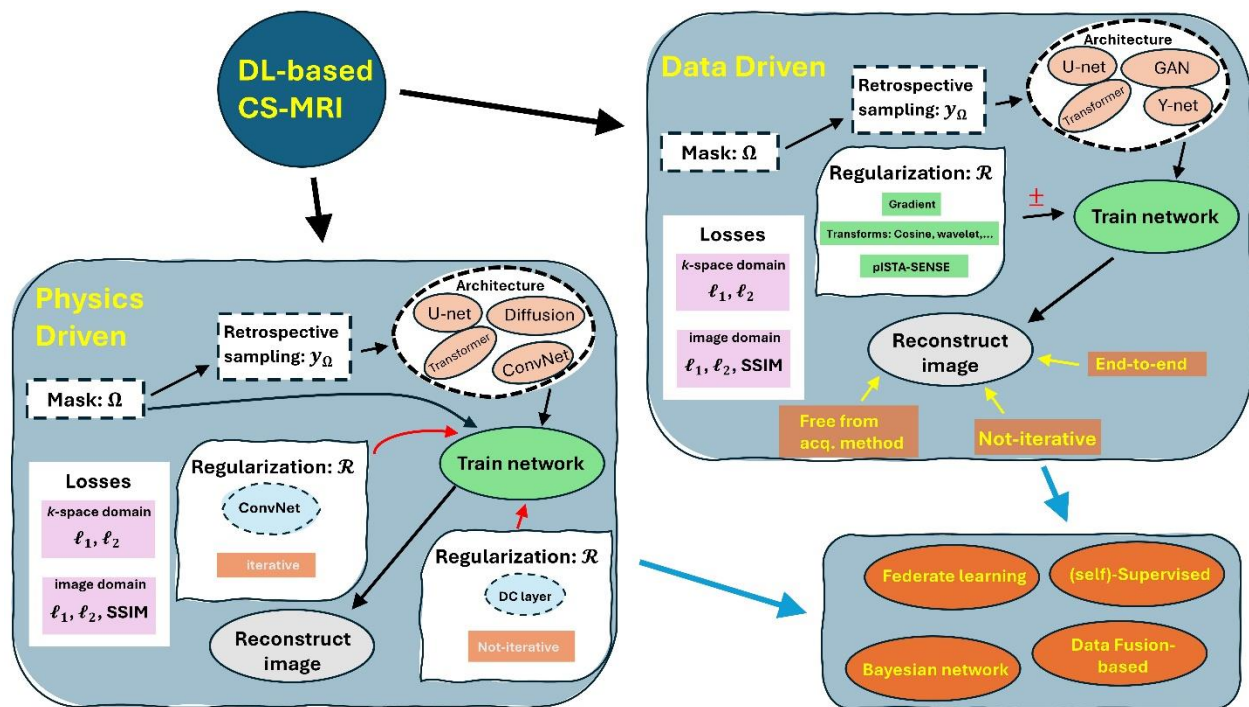 DL-based
CS-MRI
Data Driven
Mask: Ω
Retrospective
sampling: 𝒚_Ω
Architecture
U-net
GAN
Transformer
Y-net
Regularization: ℛ
Gradient
Transforms: Cosine, wavelet,...
pISTA-SENSE
±
Train network
Losses
k-space domain
ℓ₁, ℓ₂
image domain
ℓ₁, ℓ₂, SSIM
Reconstruct
image
End-to-end
Free from
acq. method
Not-iterative
Physics
Driven
Mask: Ω
Retrospective
sampling: 𝒚_Ω
Architecture
U-net
Diffusion
Transformer
ConvNet
Train network
Losses
k-space domain
ℓ₁, ℓ₂
image domain
ℓ₁, ℓ₂, SSIM
Regularization: ℛ
ConvNet
iterative
Regularization: ℛ
DC layer
Not-iterative
Reconstruct
image
Federate learning
(self)-Supervised
Bayesian network
Data Fusion-
based